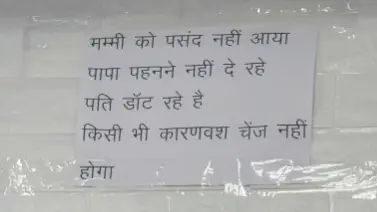 मम्मी को पसंद नहीं आया
पापा पहनने नहीं दे रहे
पति डॉट रहे है
किसी भी कारणवश चेंज नहीं
होगा